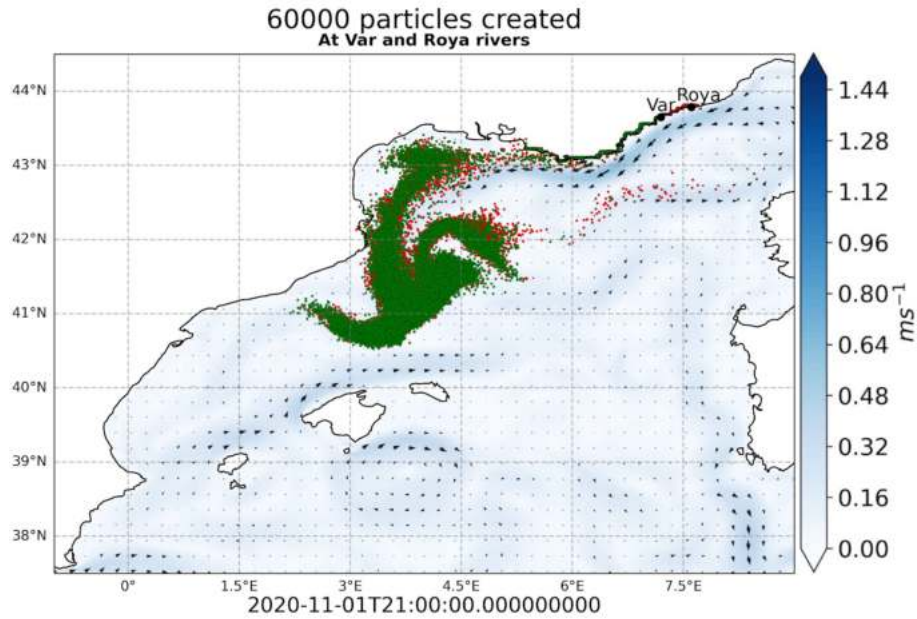 60000 particles created
At Var and Roya rivers
44°N
43°N
42°N
41°N
40°N
39°N
38°N
Var
Roya
0°
1.5°E
3°E
4.5°E
6°E
7.5°E
2020-11-01T21:00:00.000000000
1.44
1.28
1.12
0.96
0.80
0.64
0.48
0.32
0.16
0.00
ms⁻¹